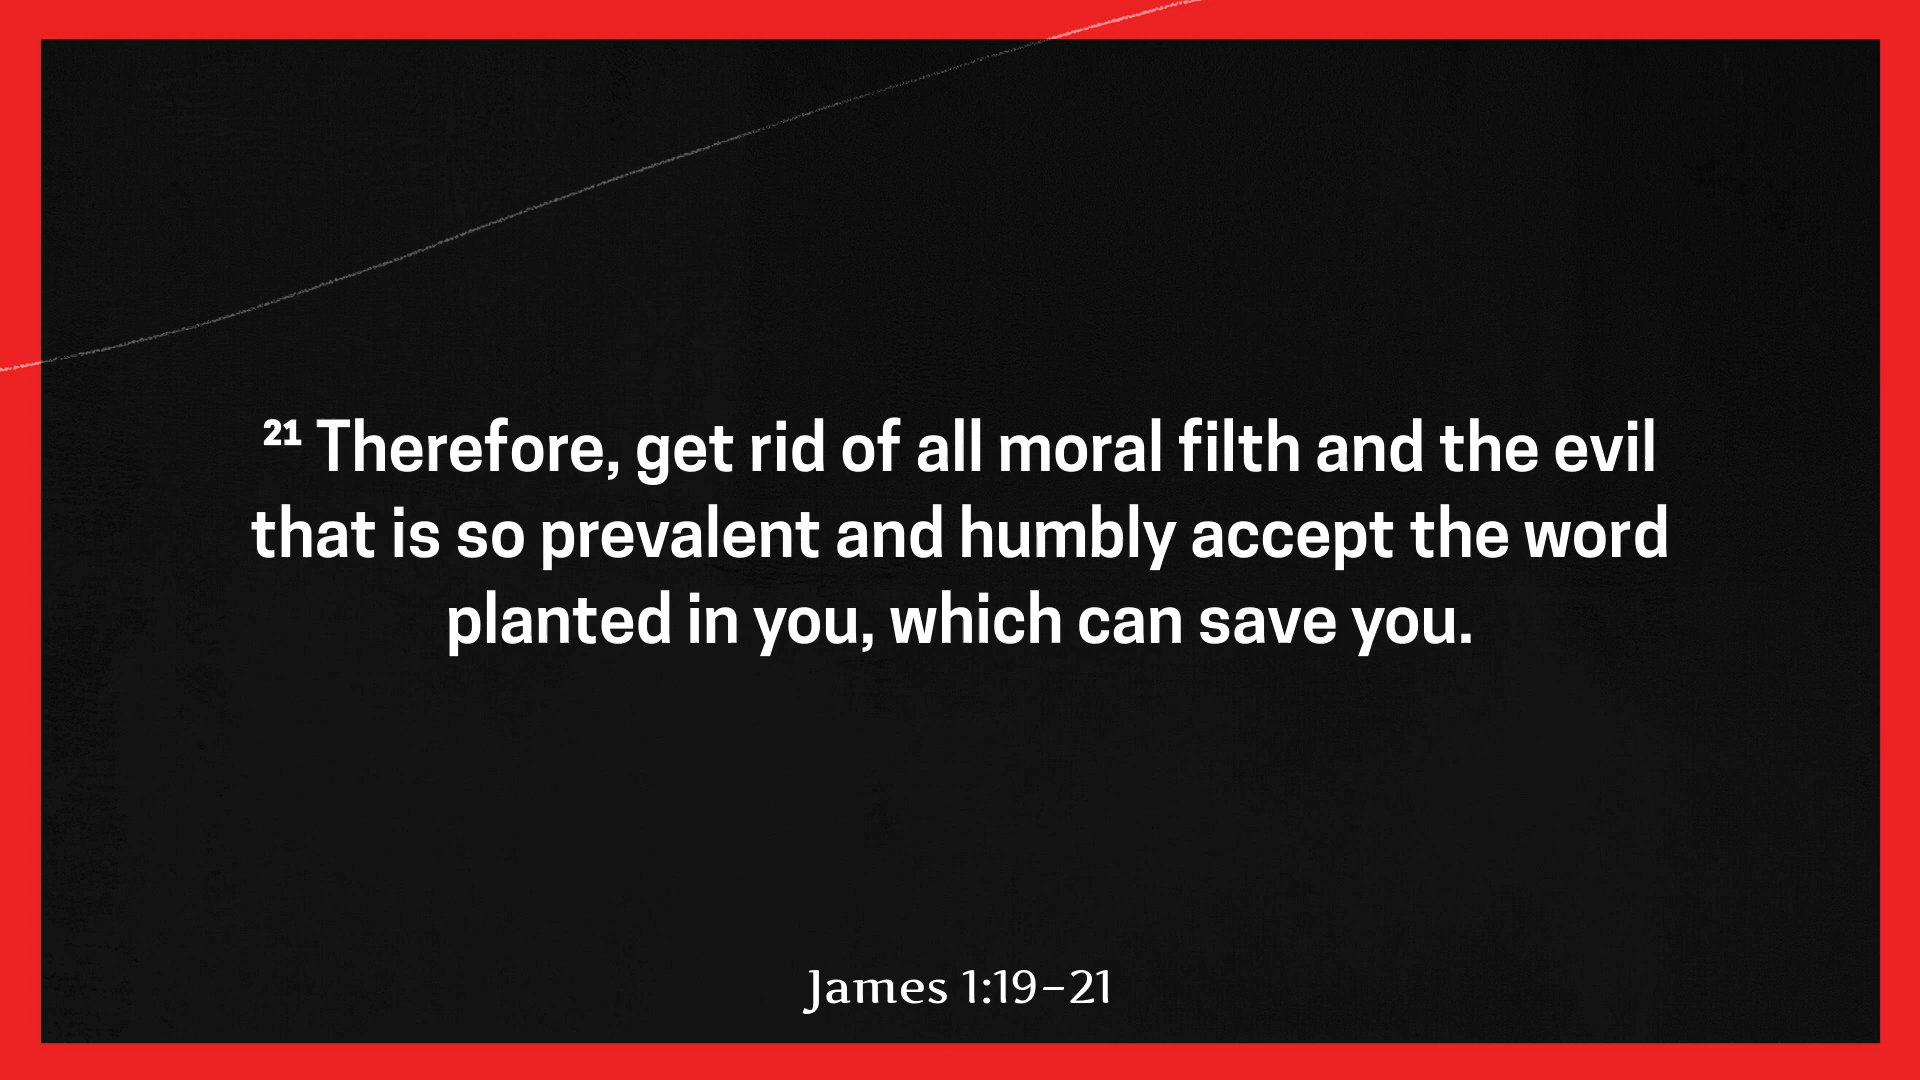 ²¹ Therefore, get rid of all moral filth and the evil
that is so prevalent and humbly accept the word
planted in you, which can save you.
James 1:19–21